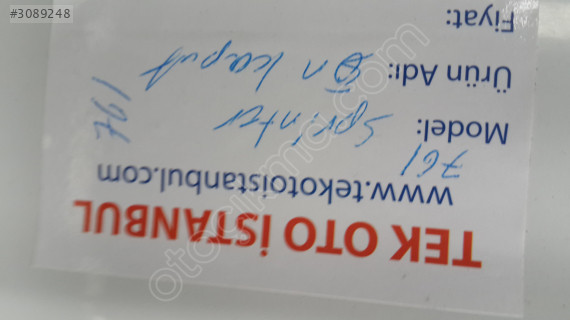 #3089248
TEK OTO İSTANBUL
www.tekotoistanbul.com
761
Model: Sprinter
Ürün Adı: Ön kaput
Fiyat: